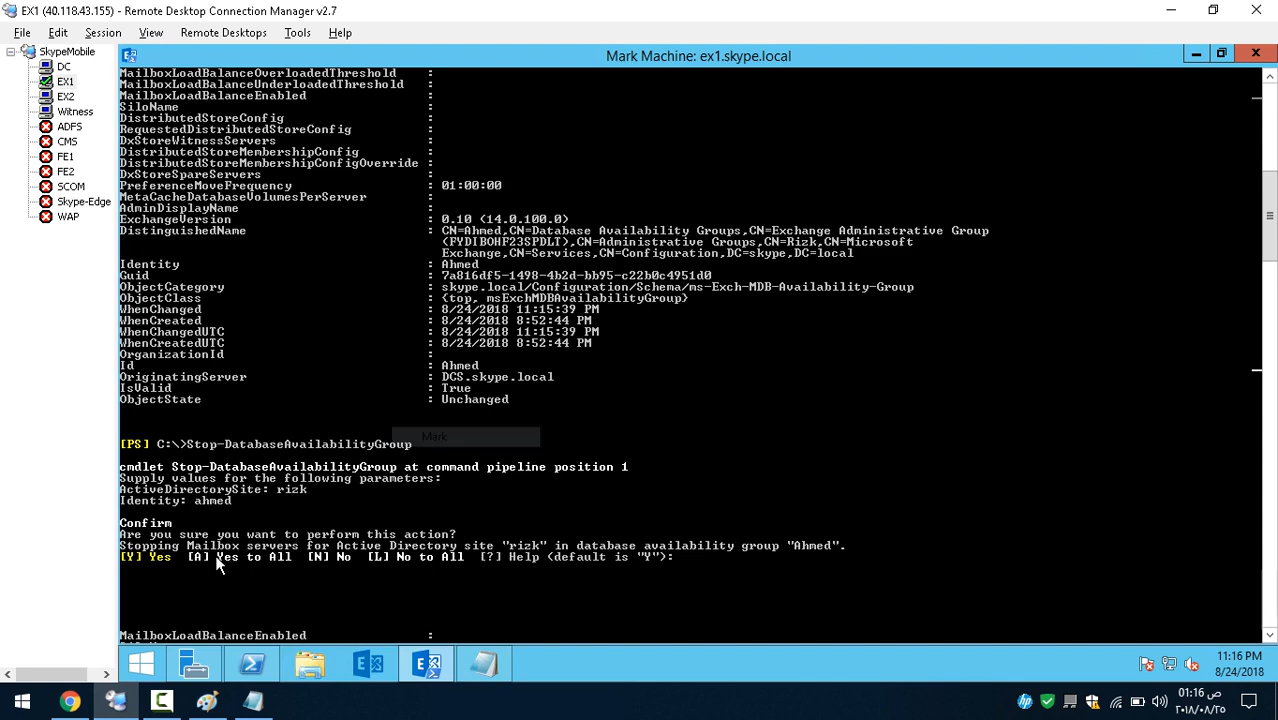 EX1 (40.118.43.155) - Remote Desktop Connection Manager v2.7
File Edit Session View Remote Desktops Tools Help
SkypeMobile
DC
EX1
EX2
Witness
ADFS
CMS
FE1
FE2
SCOM
Skype-Edge
WAP
Mark Machine: ex1.skype.local
MailboxLoadBalanceOverloadedThreshold :
MailboxLoadBalanceUnderloadedThreshold :
MailboxLoadBalanceEnabled :
SiloName :
DistributedStoreConfig :
RequestedDistributedStoreConfig :
DxStoreWitnessServers :
DistributedStoreMembershipConfig :
DistributedStoreMembershipConfigOverride :
DxStoreSpareServers :
PreferenceMoveFrequency : 01:00:00
MetaCacheDatabaseVolumesPerServer :
AdminDisplayName :
ExchangeVersion : 0.10 (14.0.100.0)
DistinguishedName : CN=Ahmed,CN=Database Availability Groups,CN=Exchange Administrative Group
(FYDIBOHF23SPDLT),CN=Administrative Groups,CN=Rizk,CN=Microsoft
Exchange,CN=Services,CN=Configuration,DC=skype,DC=local
Identity : Ahmed
Guid : 7a816df5-1498-4b2d-bb95-c22b0c4951d0
ObjectCategory : skype.local/Configuration/Schema/ms-Exch-MDB-Availability-Group
ObjectClass : {top, msExchMDBAvailabilityGroup}
WhenChanged : 8/24/2018 11:15:39 PM
WhenCreated : 8/24/2018 8:52:44 PM
WhenChangedUTC : 8/24/2018 11:15:39 PM
WhenCreatedUTC : 8/24/2018 8:52:44 PM
OrganizationId :
Id : Ahmed
OriginatingServer : DCS.skype.local
IsValid : True
ObjectState : Unchanged
Mark
[PS] C:\>Stop-DatabaseAvailabilityGroup
cmdlet Stop-DatabaseAvailabilityGroup at command pipeline position 1
Supply values for the following parameters:
ActiveDirectorySite: rizk
Identity: ahmed
Confirm
Are you sure you want to perform this action?
Stopping Mailbox servers for Active Directory site "rizk" in database availability group "Ahmed".
[Y] Yes [A] Yes to All [N] No [L] No to All [?] Help (default is "Y"):
MailboxLoadBalanceEnabled :
11:16 PM
8/24/2018
01:16 ص
٢٠١٨/٠٨/٢٥